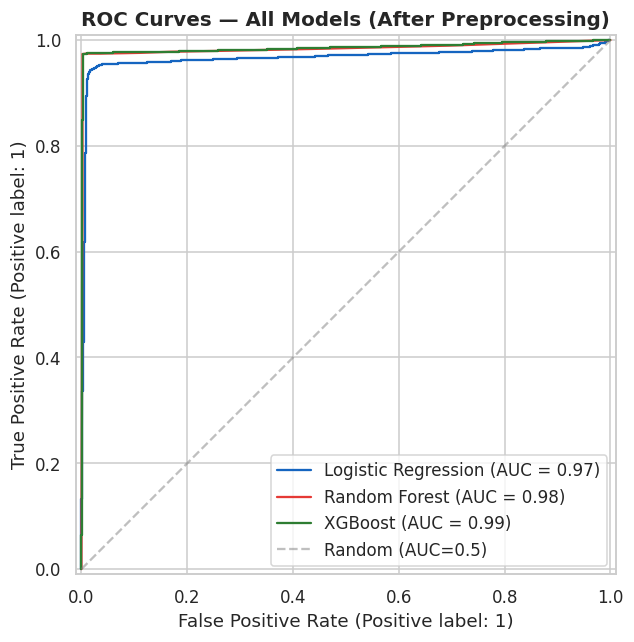 ROC Curves — All Models (After Preprocessing)
1.0
0.8
0.6
0.4
0.2
0.0
True Positive Rate (Positive label: 1)
Logistic Regression (AUC = 0.97)
Random Forest (AUC = 0.98)
XGBoost (AUC = 0.99)
Random (AUC=0.5)
0.0 0.2 0.4 0.6 0.8 1.0
False Positive Rate (Positive label: 1)